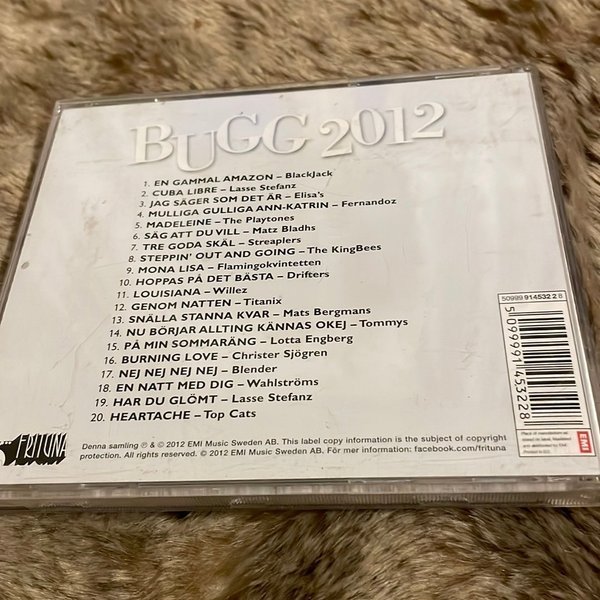 BUGG 2012
1. EN GAMMAL AMAZON – BlackJack
2. CUBA LIBRE – Lasse Stefanz
3. JAG SÄGER SOM DET ÄR – Elisa's
4. MULLIGA GULLIGA ANN-KATRIN – Fernandoz
5. MADELEINE – The Playtones
6. SÄG ATT DU VILL – Matz Bladhs
7. TRE GODA SKÄL – Streaplers
8. STEPPIN' OUT AND GOING – The KingBees
9. MONA LISA – Flamingokvintetten
10. HOPPAS PÅ DET BÄSTA – Drifters
11. LOUISIANA – Willez
12. GENOM NATTEN – Titanix
13. SNÄLLA STANNA KVAR – Mats Bergmans
14. NU BÖRJAR ALLTING KÄNNAS OKEJ – Tommys
15. PÅ MIN SOMMARÄNG – Lotta Engberg
16. BURNING LOVE – Christer Sjögren
17. NEJ NEJ NEJ NEJ – Blender
18. EN NATT MED DIG – Wahlströms
19. HAR DU GLÖMT – Lasse Stefanz
20. HEARTACHE – Top Cats
FRITUNA
Denna samling ℗ & © 2012 EMI Music Sweden AB. This label copy information is the subject of copyright
protection. All rights reserved. © 2012 EMI Music Sweden AB. För mer information: facebook.com/frituna
50999 914532 2 8
5099991453228
EMI